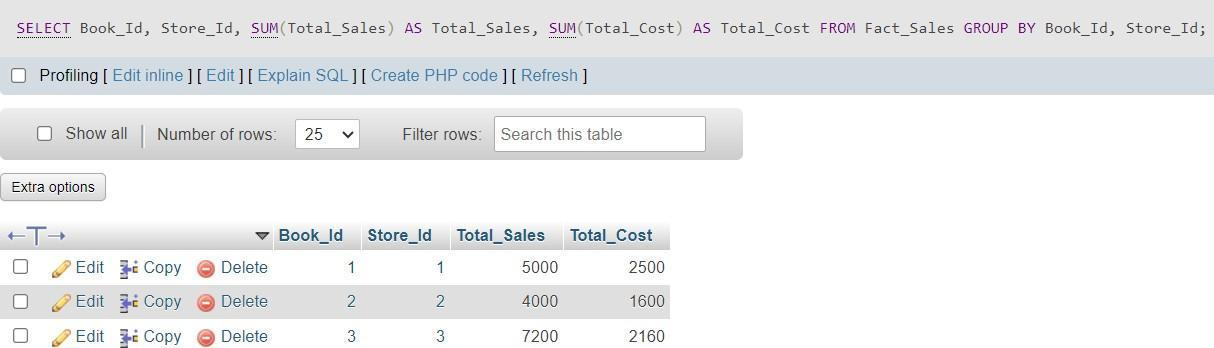 SELECT Book_Id, Store_Id, SUM(Total_Sales) AS Total_Sales, SUM(Total_Cost) AS Total_Cost FROM Fact_Sales GROUP BY Book_Id, Store_Id;
Profiling [ Edit inline ] [ Edit ] [ Explain SQL ] [ Create PHP code ] [ Refresh ]
Show all Number of rows: 25 Filter rows: Search this table
Extra options
Book_Id Store_Id Total_Sales Total_Cost
Edit Copy Delete 1 1 5000 2500
Edit Copy Delete 2 2 4000 1600
Edit Copy Delete 3 3 7200 2160